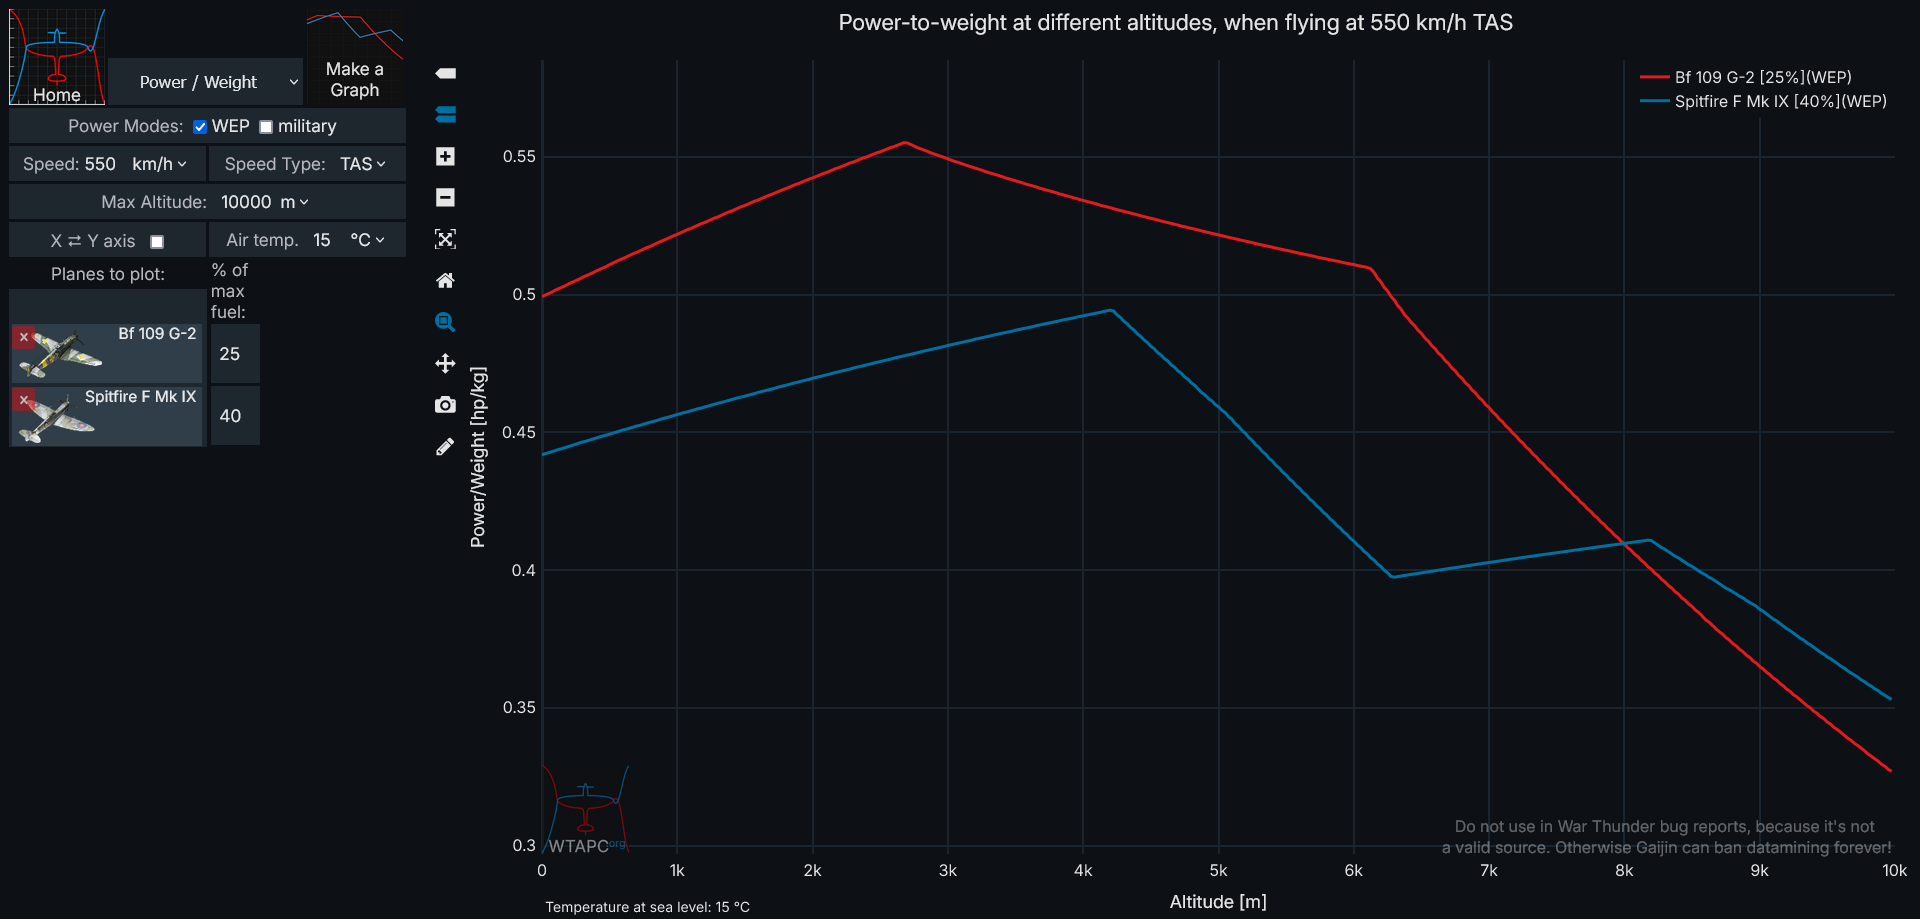 Home
Power / Weight
Make a
Graph
Power Modes: WEP military
Speed: 550 km/h
Speed Type: TAS
Max Altitude: 10000 m
X ⇄ Y axis
Air temp. 15 °C
Planes to plot:
% of
max
fuel:
Bf 109 G-2
25
Spitfire F Mk IX
40
Power-to-weight at different altitudes, when flying at 550 km/h TAS
Bf 109 G-2 [25%](WEP)
Spitfire F Mk IX [40%](WEP)
Power/Weight [hp/kg]
0.55
0.5
0.45
0.4
0.35
0.3
WTAPC org
Do not use in War Thunder bug reports, because it's not
a valid source. Otherwise Gaijin can ban datamining forever!
0 1k 2k 3k 4k 5k 6k 7k 8k 9k 10k
Altitude [m]
Temperature at sea level: 15 °C